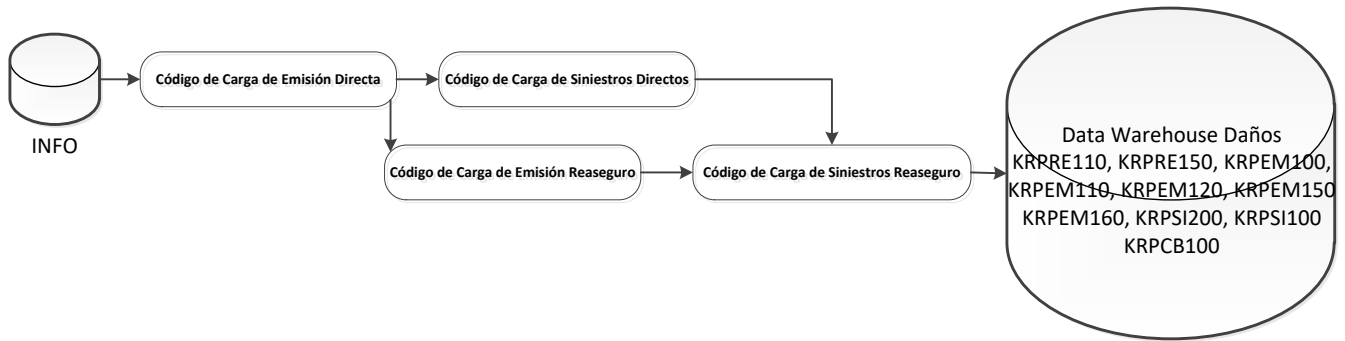 INFO
Código de Carga de Emisión Directa
Código de Carga de Siniestros Directos
Código de Carga de Emisión Reaseguro
Código de Carga de Siniestros Reaseguro
Data Warehouse Daños
KRPRE110, KRPRE150, KRPEM100,
KRPEM110, KRPEM120, KRPEM150
KRPEM160, KRPSI200, KRPSI100
KRPCB100